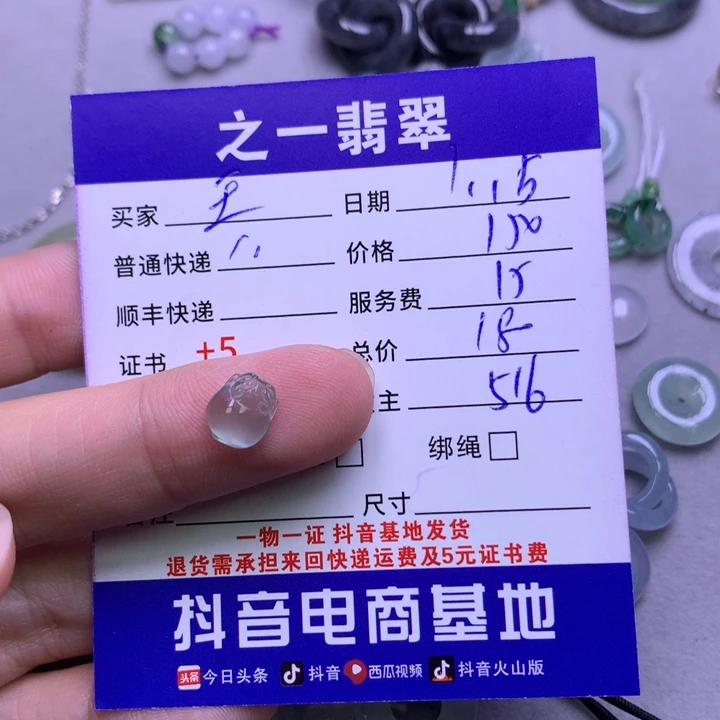 之一翡翠
买家 日期 1.15
普通快递 价格 150
顺丰快递 服务费 15
证书 +5 总价 18
主 516
绑绳
备注 尺寸
一物一证 抖音基地发货
退货需承担来回快递运费及5元证书费
抖音电商基地
头条 今日头条 抖音 西瓜视频 抖音火山版